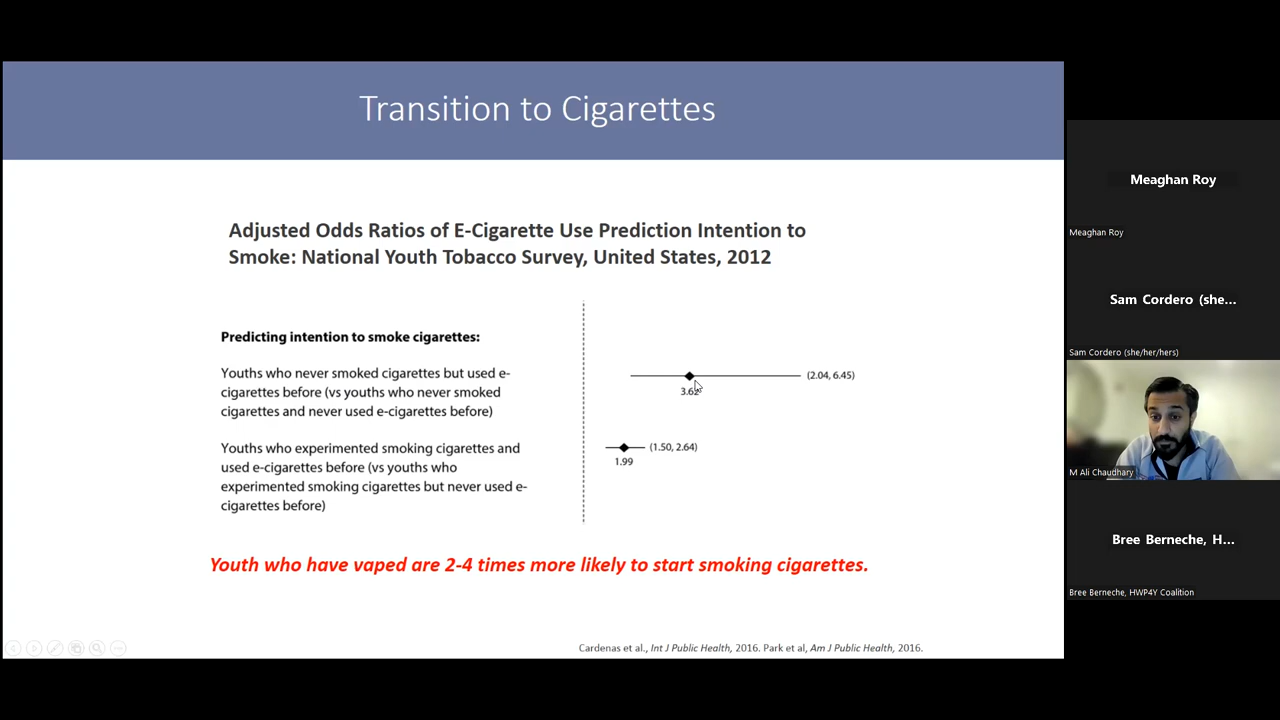 Transition to Cigarettes
Adjusted Odds Ratios of E-Cigarette Use Prediction Intention to
Smoke: National Youth Tobacco Survey, United States, 2012
Predicting intention to smoke cigarettes:
Youths who never smoked cigarettes but used e-
cigarettes before (vs youths who never smoked
cigarettes and never used e-cigarettes before)
(2.04, 6.45)
3.62
Youths who experimented smoking cigarettes and
used e-cigarettes before (vs youths who
experimented smoking cigarettes but never used e-
cigarettes before)
(1.50, 2.64)
1.99
Youth who have vaped are 2-4 times more likely to start smoking cigarettes.
Cardenas et al., Int J Public Health, 2016. Park et al, Am J Public Health, 2016.
Meaghan Roy
Meaghan Roy
Sam Cordero (she...
Sam Cordero (she/her/hers)
M Ali Chaudhary
Bree Berneche, H...
Bree Berneche, HWP4Y Coalition